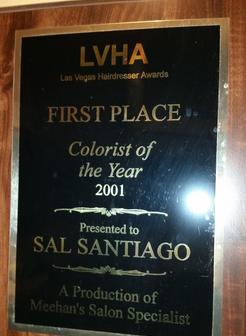 LVHA
Las Vegas Hairdresser Awards
FIRST PLACE
Colorist of
the Year
2001
Presented to
SAL SANTIAGO
A Production of
Meehan's Salon Specialist